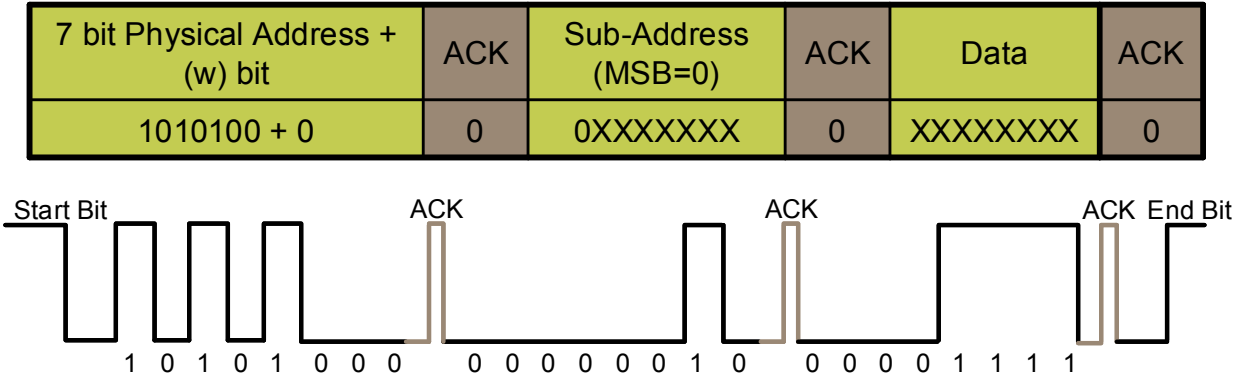 7 bit Physical Address +
(w) bit
ACK
Sub-Address
(MSB=0)
ACK
Data
ACK
1010100 + 0
0
0XXXXXXX
0
XXXXXXXX
0
Start Bit
ACK
ACK
ACK End Bit
1 0 1 0 1 0 0 0 0 0 0 0 0 0 1 0 0 0 0 0 1 1 1 1